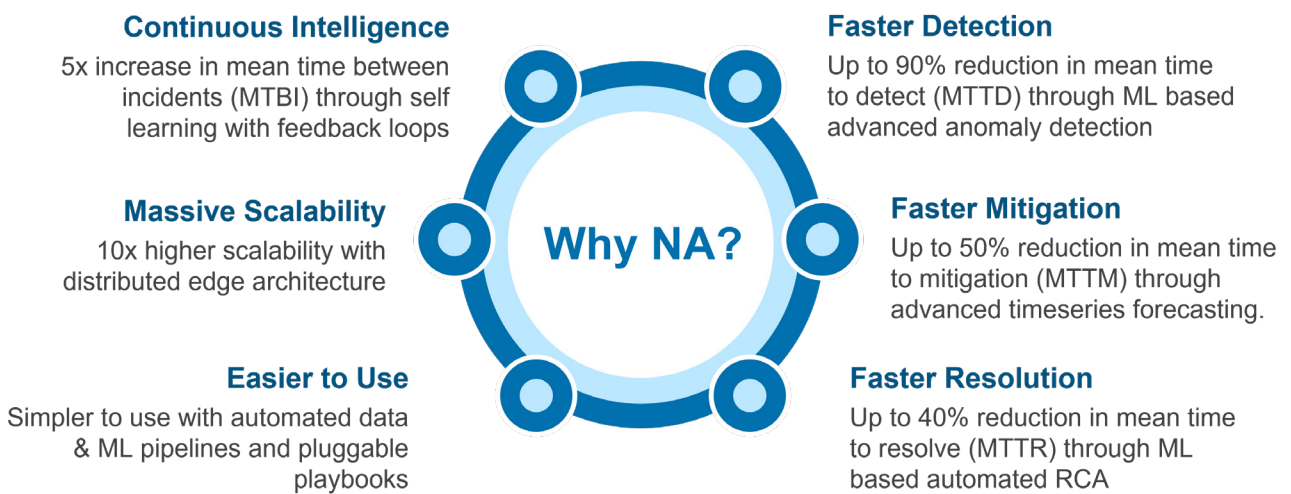 Continuous Intelligence
5x increase in mean time between
incidents (MTBI) through self
learning with feedback loops
Massive Scalability
10x higher scalability with
distributed edge architecture
Easier to Use
Simpler to use with automated data
& ML pipelines and pluggable
playbooks
Why NA?
Faster Detection
Up to 90% reduction in mean time
to detect (MTTD) through ML based
advanced anomaly detection
Faster Mitigation
Up to 50% reduction in mean time
to mitigation (MTTM) through
advanced timeseries forecasting.
Faster Resolution
Up to 40% reduction in mean time
to resolve (MTTR) through ML
based automated RCA